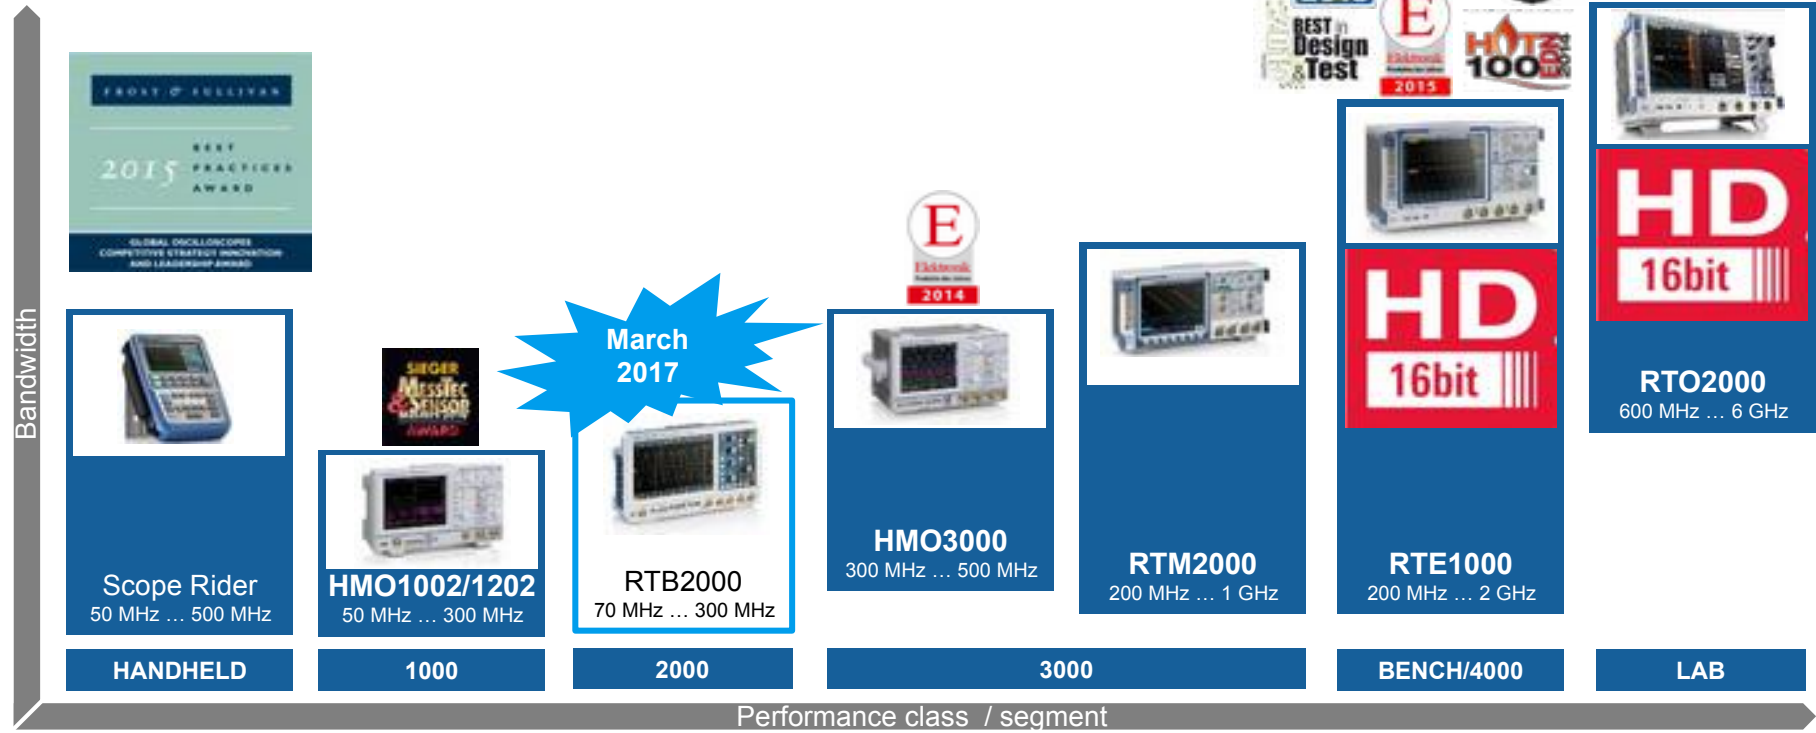 Bandwidth
FROST & SULLIVAN
2015
BEST
PRACTICES
AWARD
GLOBAL OSCILLOSCOPES
COMPETITIVE STRATEGY INNOVATION
AND LEADERSHIP AWARD
Scope Rider
50 MHz … 500 MHz
HANDHELD
SIEGER
MessTec
& Sensor
AWARD
HMO1002/1202
50 MHz … 300 MHz
1000
March
2017
RTB2000
70 MHz … 300 MHz
2000
E
Elektronik
2014
HMO3000
300 MHz … 500 MHz
RTM2000
200 MHz … 1 GHz
3000
BEST in
Design
& Test
E
Elektronik
2015
HOT
100
EDN
2014
HD
16bit
RTE1000
200 MHz … 2 GHz
BENCH/4000
HD
16bit
RTO2000
600 MHz … 6 GHz
LAB
Performance class / segment